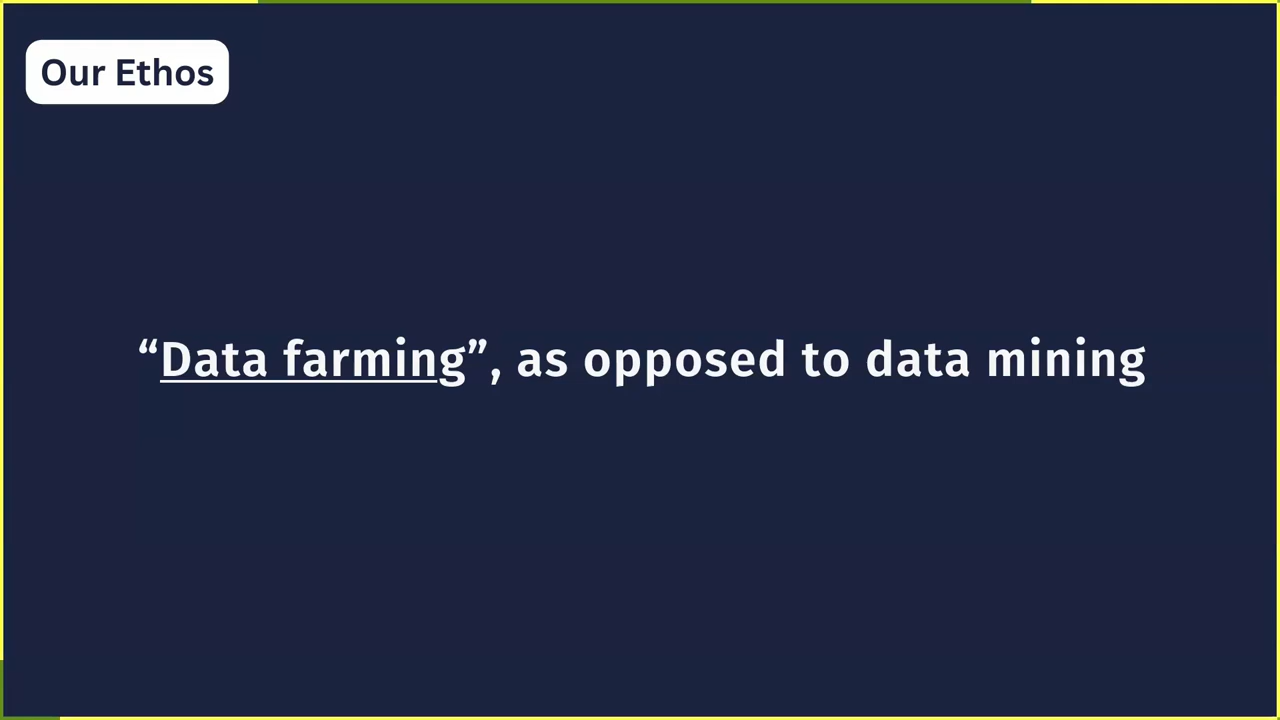 Our Ethos
“Data farming”, as opposed to data mining